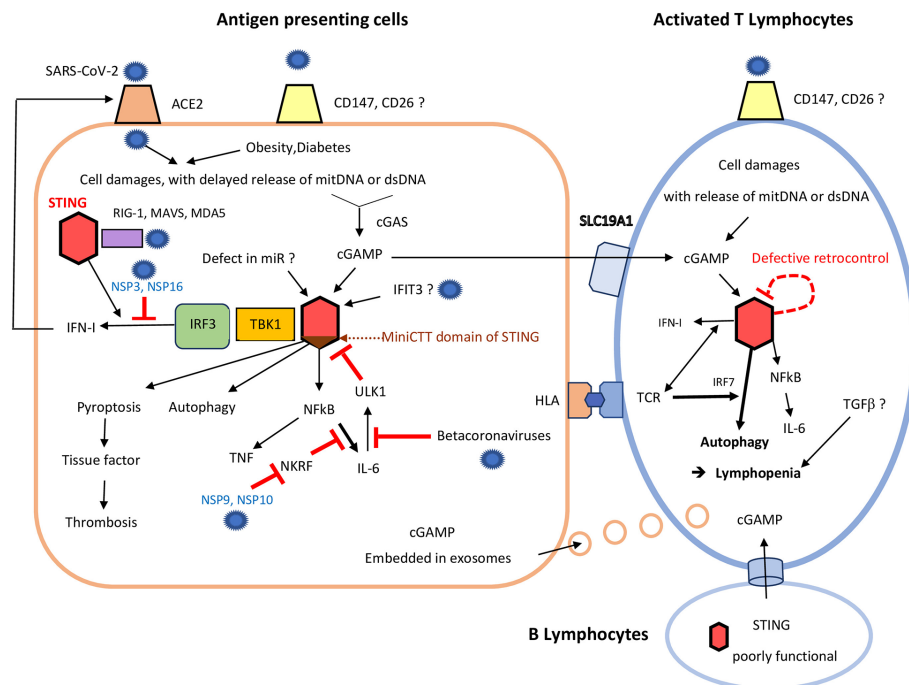 Antigen presenting cells
Activated T Lymphocytes
SARS-CoV-2
ACE2
CD147, CD26 ?
CD147, CD26 ?
Obesity,Diabetes
Cell damages, with delayed release of mitDNA or dsDNA
Cell damages
with release of mitDNA or dsDNA
STING
RIG-1, MAVS, MDA5
cGAS
SLC19A1
Defect in miR ?
cGAMP
cGAMP
Defective retrocontrol
NSP3, NSP16
IFIT3 ?
IFN-I
IRF3
TBK1
MiniCTT domain of STING
IFN-I
NFkB
ULK1
HLA
TCR
IRF7
Pyroptosis
Autophagy
NFkB
IL-6
TGFβ ?
Betacoronaviruses
Autophagy
Tissue factor
TNF
NKRF
IL-6
➔ Lymphopenia
NSP9, NSP10
Thrombosis
cGAMP
Embedded in exosomes
cGAMP
B Lymphocytes
STING
poorly functional